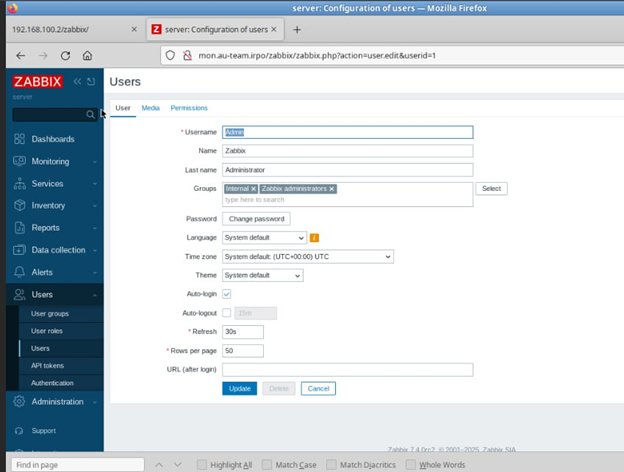 server: Configuration of users — Mozilla Firefox
192.168.100.2/zabbix/ × Z server: Configuration of users ×
mon.au-team.irpo/zabbix/zabbix.php?action=user.edit&userid=1
ZABBIX
server
Dashboards
Monitoring
Services
Inventory
Reports
Data collection
Alerts
Users
User groups
User roles
Users
API tokens
Authentication
Administration
Support
Users
User Media Permissions
* Username Admin
Name Zabbix
Last name Administrator
Groups Internal × Zabbix administrators × Select
type here to search
Password Change password
Language System default i
Time zone System default: (UTC+00:00) UTC
Theme System default
Auto-login
Auto-logout 15m
* Refresh 30s
* Rows per page 50
URL (after login)
Update Delete Cancel
Zabbix 7.4.0rc2. © 2001–2025, Zabbix SIA
Find in page Highlight All Match Case Match Diacritics Whole Words